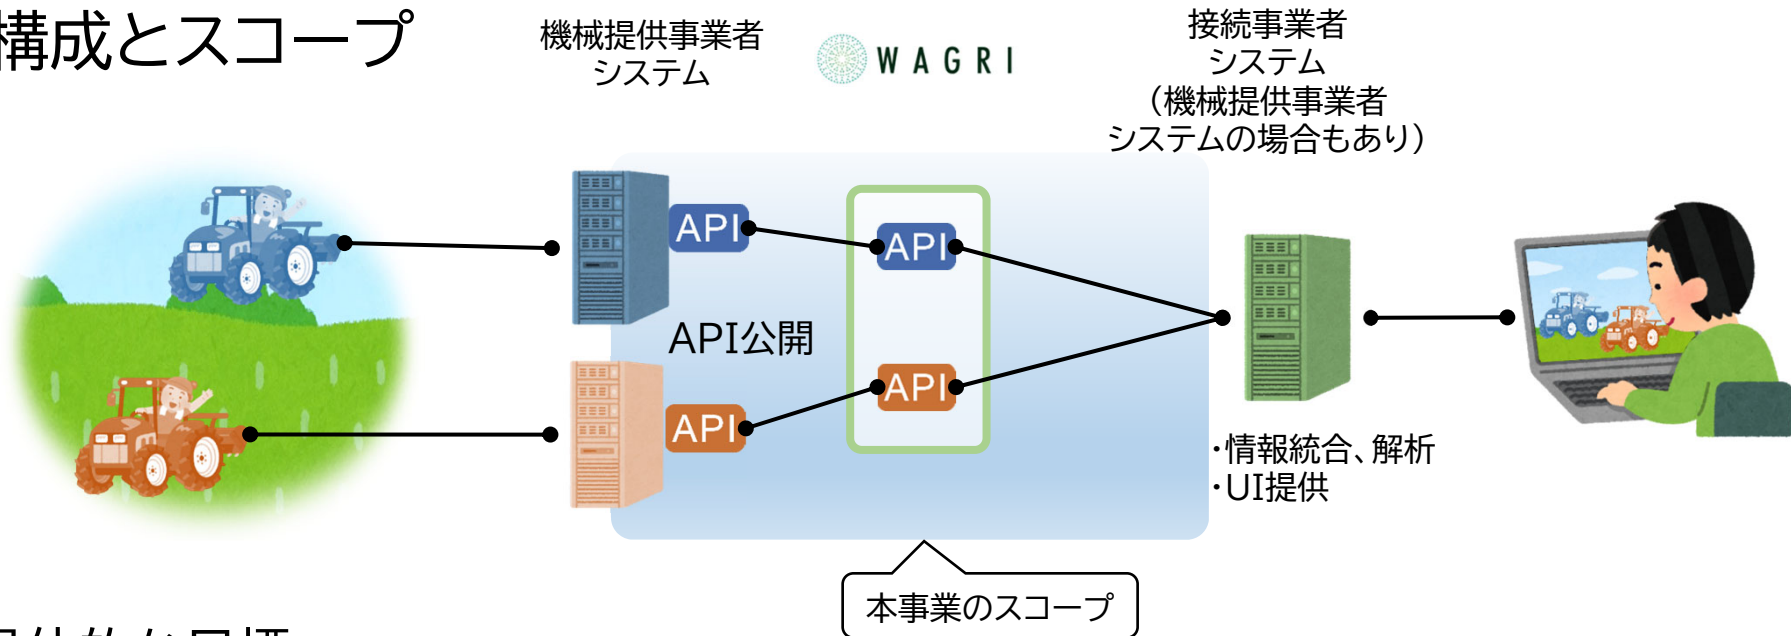 構成とスコープ
機械提供事業者
システム
WAGRI
接続事業者
システム
（機械提供事業者
システムの場合もあり）
API
API
API公開
API
API
・情報統合、解析
・UI提供
本事業のスコープ